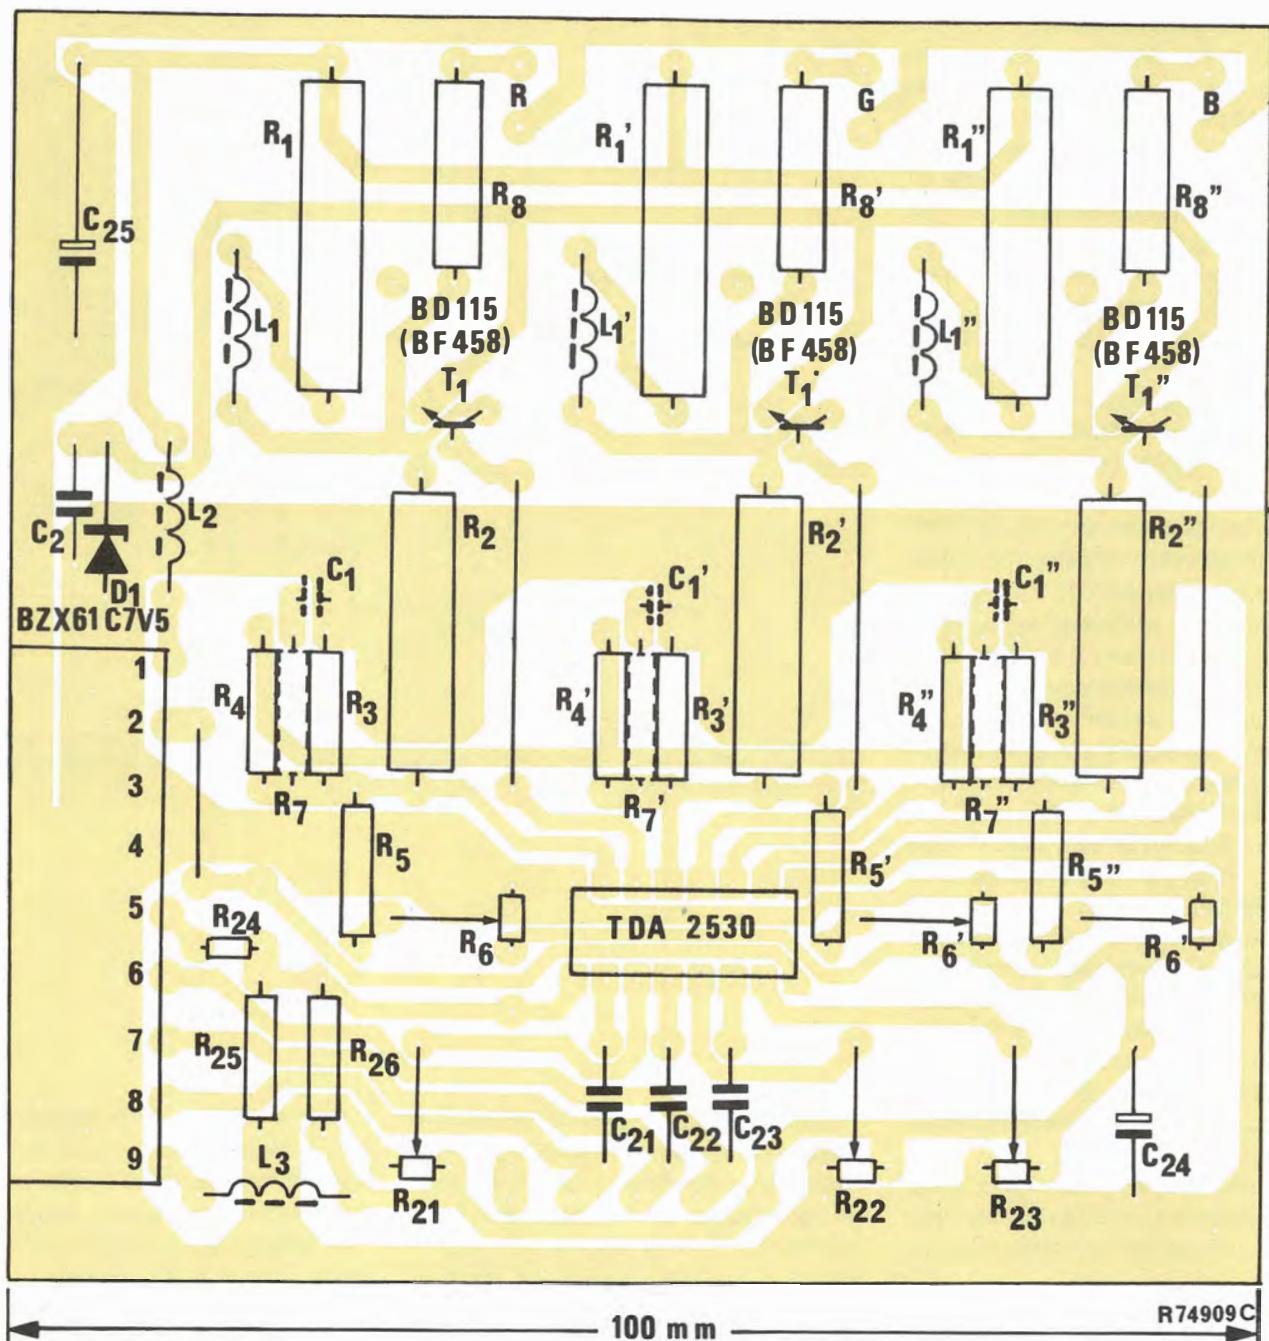 R
G
B
R1
R1'
R1"
R8
R8'
R8"
C25
L1
L1'
L1"
BD115
(BF458)
T1
BD115
(BF458)
T1'
BD115
(BF458)
T1"
C2
L2
R2
R2'
R2"
D1
BZX61C7V5
C1
C1'
C1"
1
2
3
4
5
6
7
8
9
R4
R3
R4'
R3'
R4"
R3"
R7
R7'
R7"
R5
R5'
R5"
R24
R6
TDA 2530
R6'
R6'
R25
R26
C21
C22
C23
C24
L3
R21
R22
R23
R74909C
100 mm